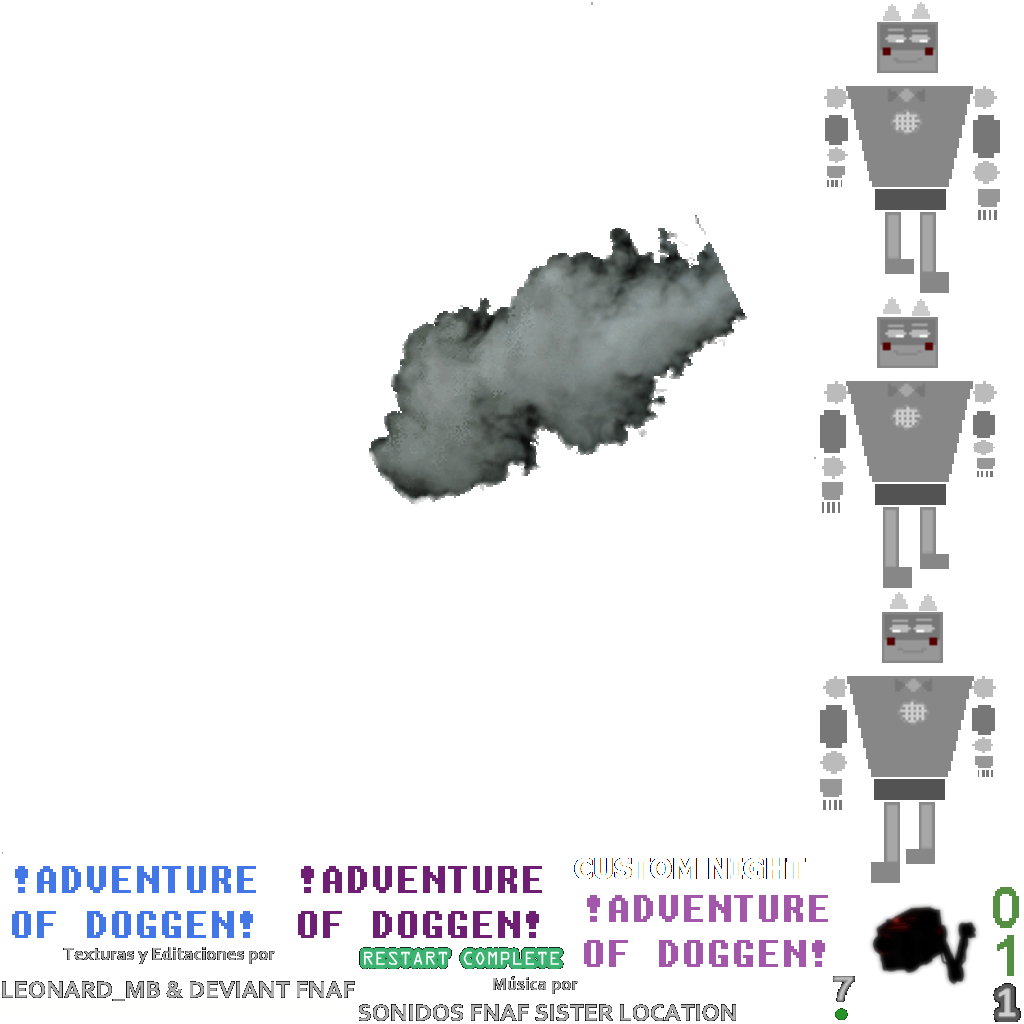 !ADVENTURE
OF DOGGEN!
Texturas y Editaciones por
LEONARD_MB & DEVIANT FNAF
!ADVENTURE
OF DOGGEN!
RESTART COMPLETE
Música por
SONIDOS FNAF SISTER LOCATION
CUSTOM NIGHT
!ADVENTURE
OF DOGGEN!
7
0
1
1